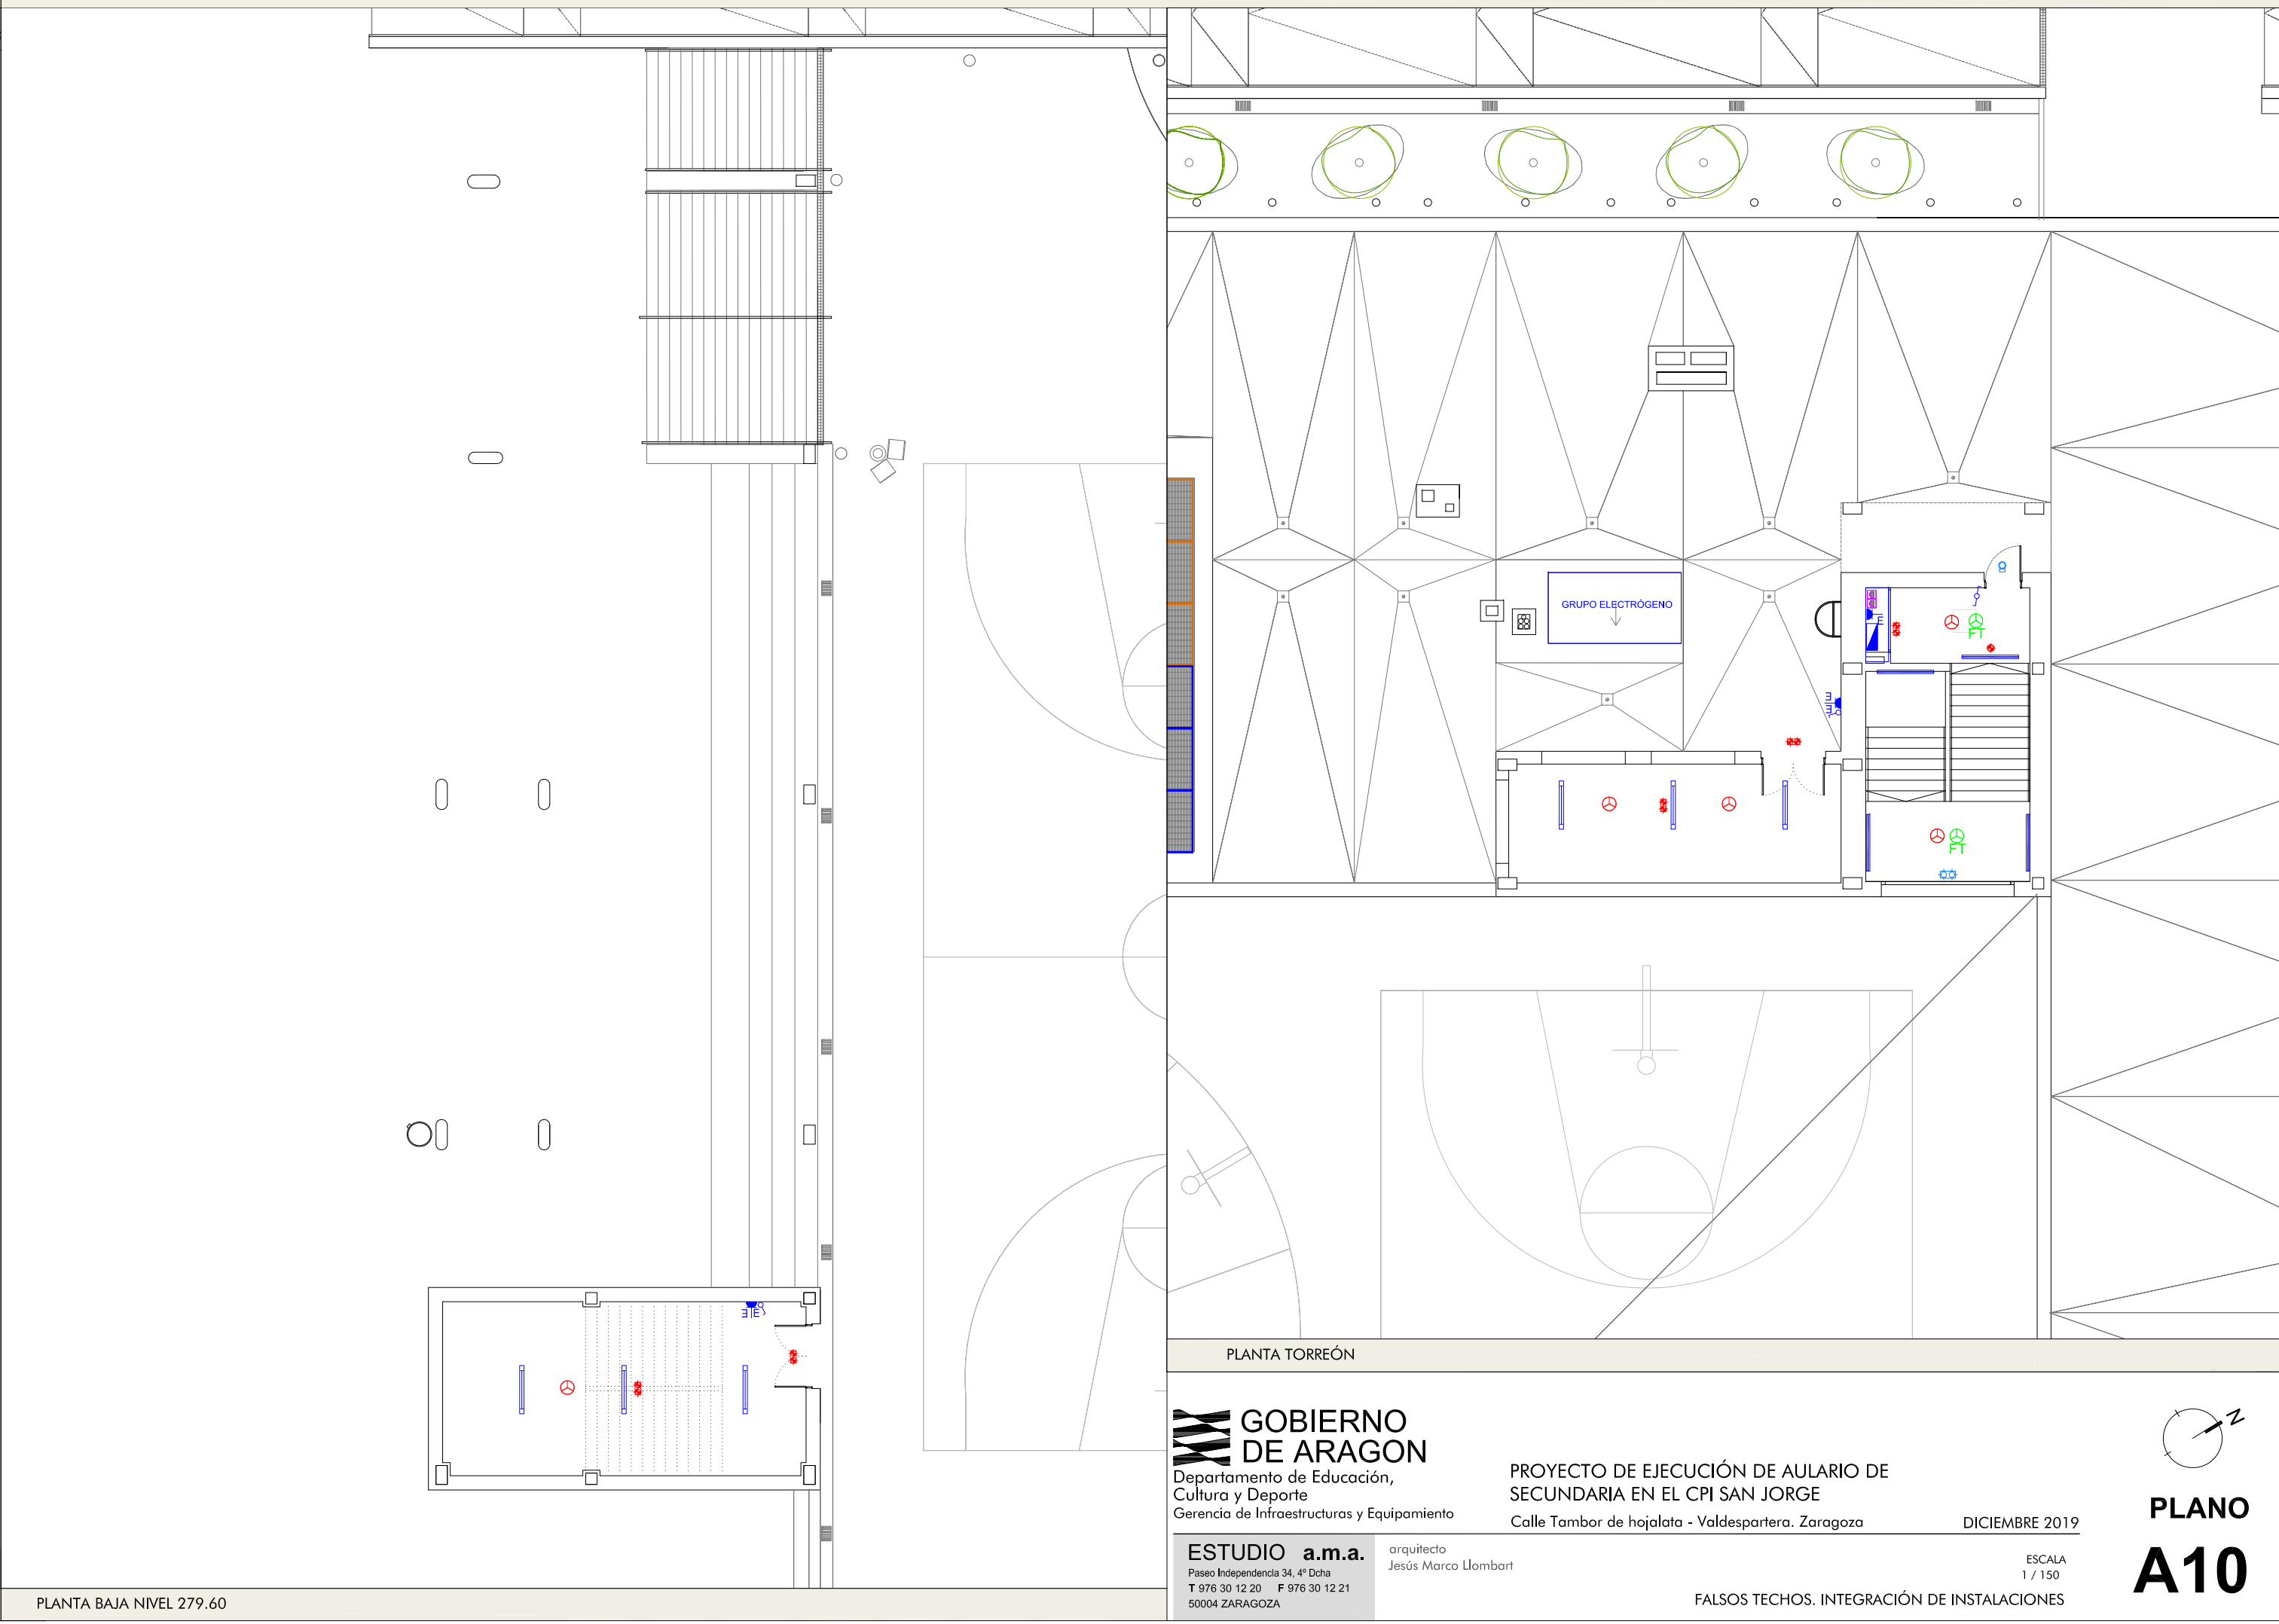 GRUPO ELECTRÓGENO
E
FT
E
E
FT
E
E
PLANTA TORREÓN
GOBIERNO
DE ARAGON
Departamento de Educación,
Cultura y Deporte
Gerencia de Infraestructuras y Equipamiento
PROYECTO DE EJECUCIÓN DE AULARIO DE
SECUNDARIA EN EL CPI SAN JORGE
Calle Tambor de hojalata - Valdespartera. Zaragoza
DICIEMBRE 2019
N
PLANO
A10
ESTUDIO a.m.a.
Paseo Independencia 34, 4º Dcha
T 976 30 12 20 F 976 30 12 21
50004 ZARAGOZA
arquitecto
Jesús Marco Llombart
ESCALA
1 / 150
FALSOS TECHOS. INTEGRACIÓN DE INSTALACIONES
PLANTA BAJA NIVEL 279.60